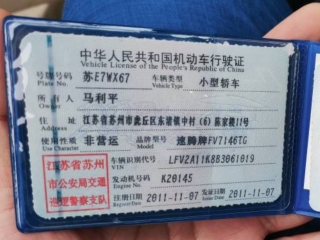 中华人民共和国机动车行驶证
Vehicle License of the People's Republic of China
号牌号码 苏E7WX67 车辆类型 小型轿车
Plate No. Vehicle Type
所有人 马利平
Owner
住址 江苏省苏州市虎丘区东渚镇中村(6)陈家楼11号
Address
使用性质 非营运 品牌型号 速腾牌FV7146TG
Use Character Model
江苏省苏州
市公安局交通
巡逻警察支队
车辆识别代号 LFV2A11K8B3061019
VIN
发动机号码 K20145
Engine No.
注册日期 2011-11-07 发证日期 2011-11-07
Register Date Issue Date